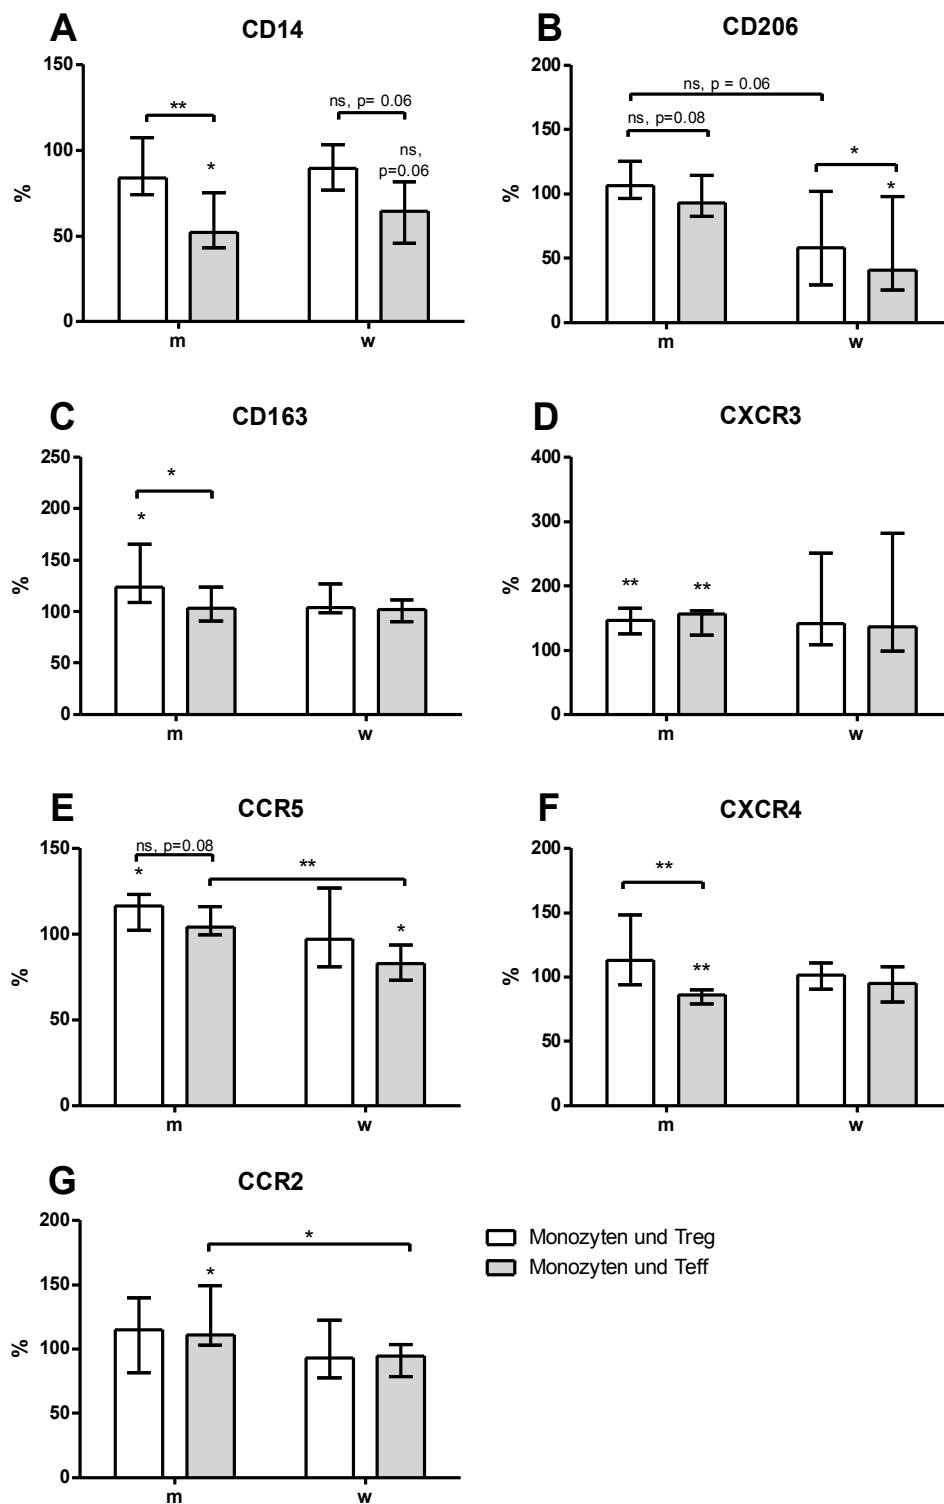 A
CD14
150
100
50
0
%
**
*
ns, p= 0.06
ns,
p=0.06
m
w
B
CD206
200
150
100
50
0
%
ns, p = 0.06
ns, p=0.08
*
*
m
w
C
CD163
250
200
150
100
50
0
%
*
*
m
w
D
CXCR3
400
300
200
100
0
%
**
**
m
w
E
CCR5
150
100
50
0
%
ns, p=0.08
*
**
*
m
w
F
CXCR4
200
150
100
50
0
%
**
**
m
w
G
CCR2
200
150
100
50
0
%
*
*
m
w
Monozyten und Treg
Monozyten und Teff